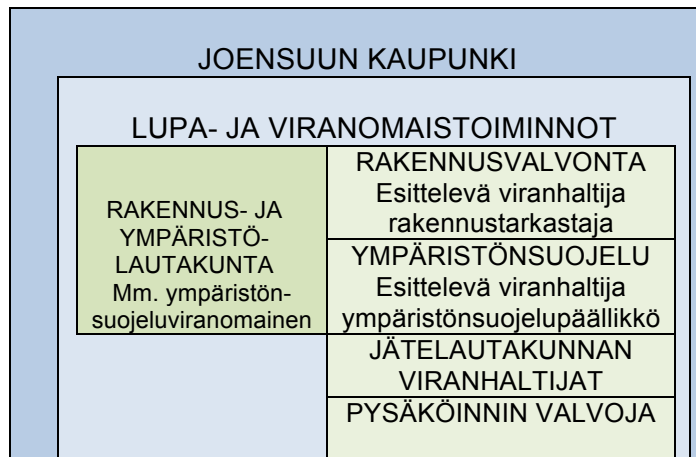 JOENSUUN KAUPUNKI
LUPA- JA VIRANOMAISTOIMINNOT
RAKENNUS- JA
YMPÄRISTÖ-
LAUTAKUNTA
Mm. ympäristön-
suojeluviranomainen
RAKENNUSVALVONTA
Esittelevä viranhaltija
rakennustarkastaja
YMPÄRISTÖNSUOJELU
Esittelevä viranhaltija
ympäristönsuojelupäällikkö
JÄTELAUTAKUNNAN
VIRANHALTIJAT
PYSÄKÖINNIN VALVOJA